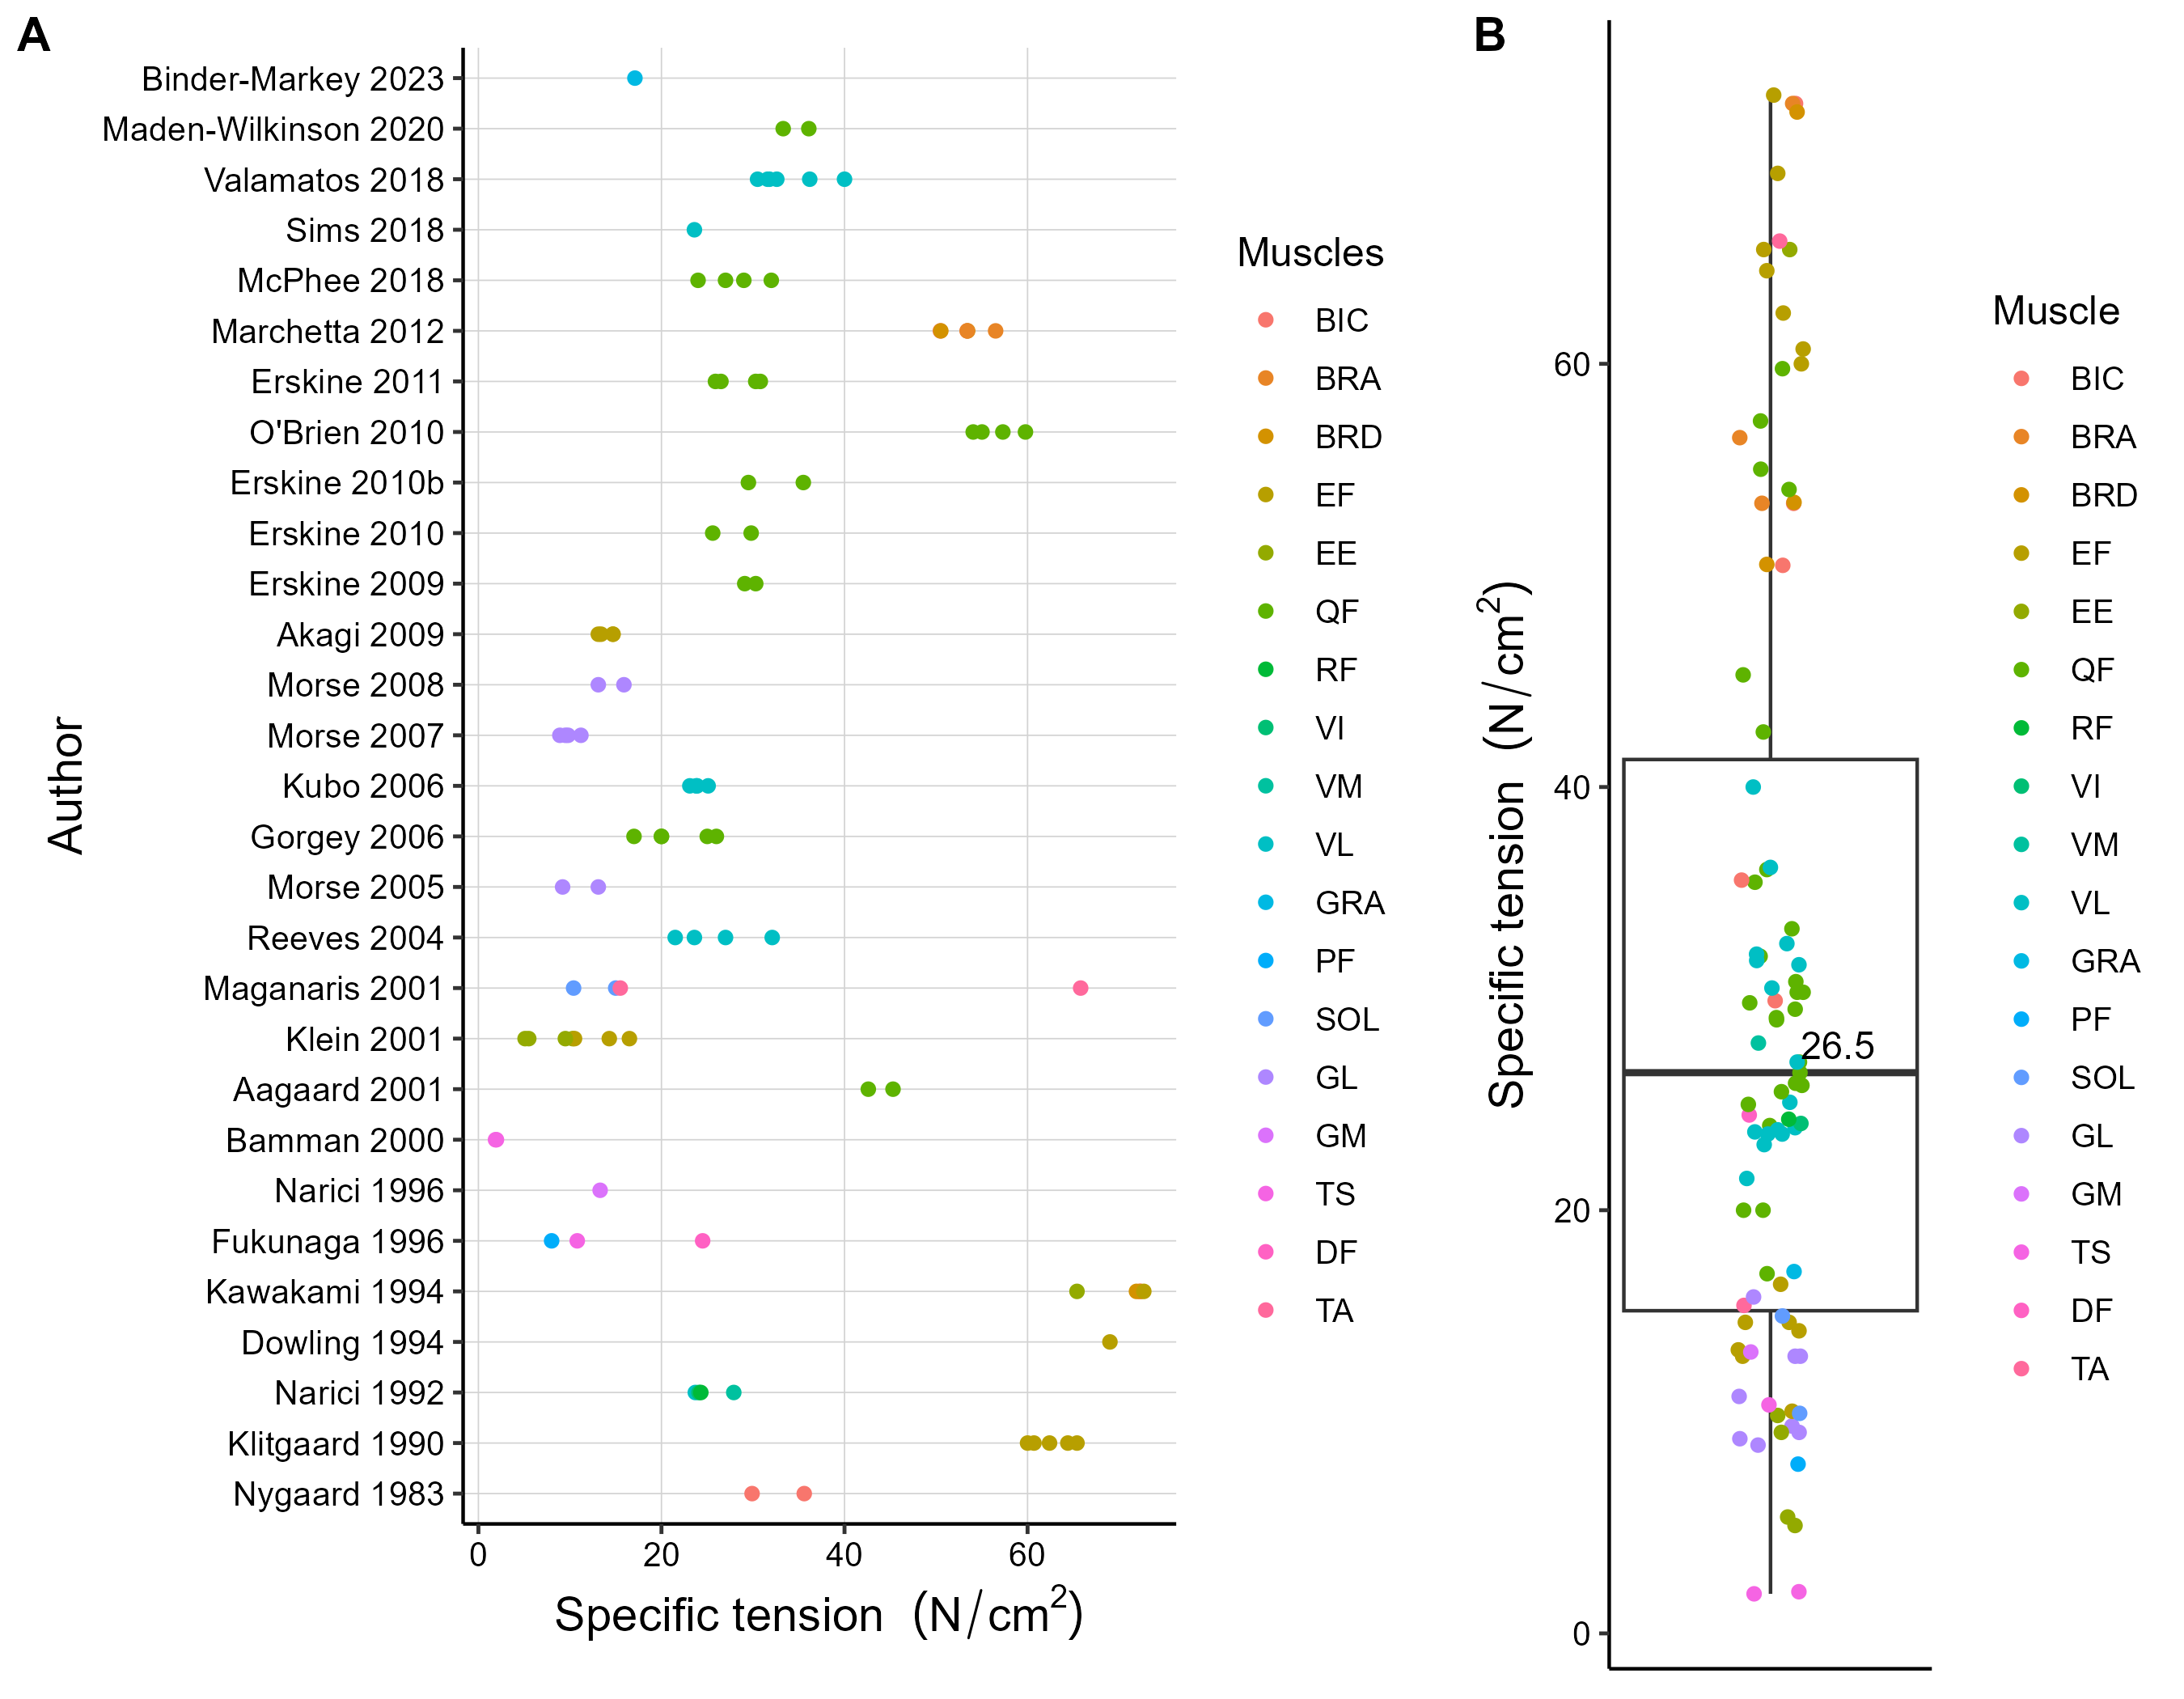 A
Binder-Markey 2023
Maden-Wilkinson 2020
Valamatos 2018
Sims 2018
McPhee 2018
Marchetta 2012
Erskine 2011
O'Brien 2010
Erskine 2010b
Erskine 2010
Erskine 2009
Akagi 2009
Morse 2008
Morse 2007
Kubo 2006
Gorgey 2006
Morse 2005
Reeves 2004
Maganaris 2001
Klein 2001
Aagaard 2001
Bamman 2000
Narici 1996
Fukunaga 1996
Kawakami 1994
Dowling 1994
Narici 1992
Klitgaard 1990
Nygaard 1983
Author
0 20 40 60
Specific tension (N/cm²)
Muscles
BIC
BRA
BRD
EF
EE
QF
RF
VI
VM
VL
GRA
PF
SOL
GL
GM
TS
DF
TA
B
Specific tension (N/cm²)
60
40
20
0
26.5
Muscle
BIC
BRA
BRD
EF
EE
QF
RF
VI
VM
VL
GRA
PF
SOL
GL
GM
TS
DF
TA